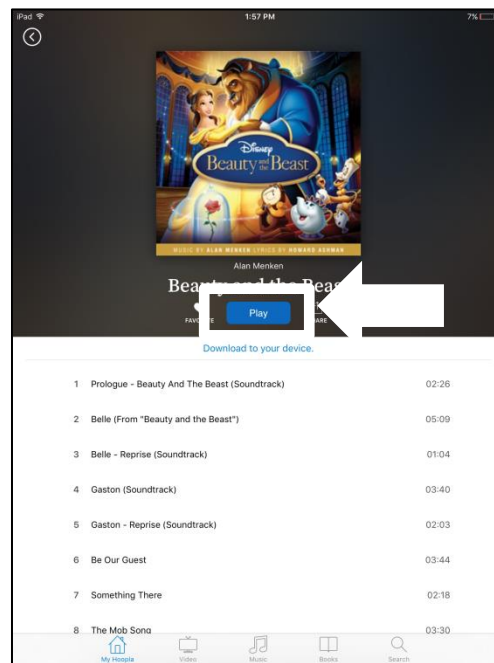 iPad 1:57 PM 7%
Disney
Beauty and the Beast
MUSIC BY ALAN MENKEN LYRICS BY HOWARD ASHMAN
Alan Menken
Beauty and the Beast
Play
Download to your device.
1 Prologue - Beauty And The Beast (Soundtrack) 02:26
2 Belle (From "Beauty and the Beast") 05:09
3 Belle - Reprise (Soundtrack) 01:04
4 Gaston (Soundtrack) 03:40
5 Gaston - Reprise (Soundtrack) 02:03
6 Be Our Guest 03:44
7 Something There 02:18
8 The Mob Song 03:30
My Hoopla Video Music Books Search